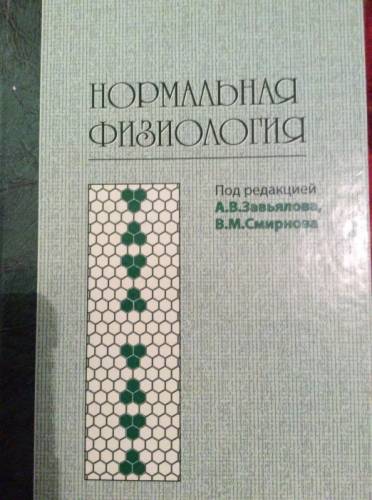 НОРМАЛЬНАЯ
ФИЗИОЛОГИЯ
Под редакцией
А.В.Завьялова,
В.М.Смирнова